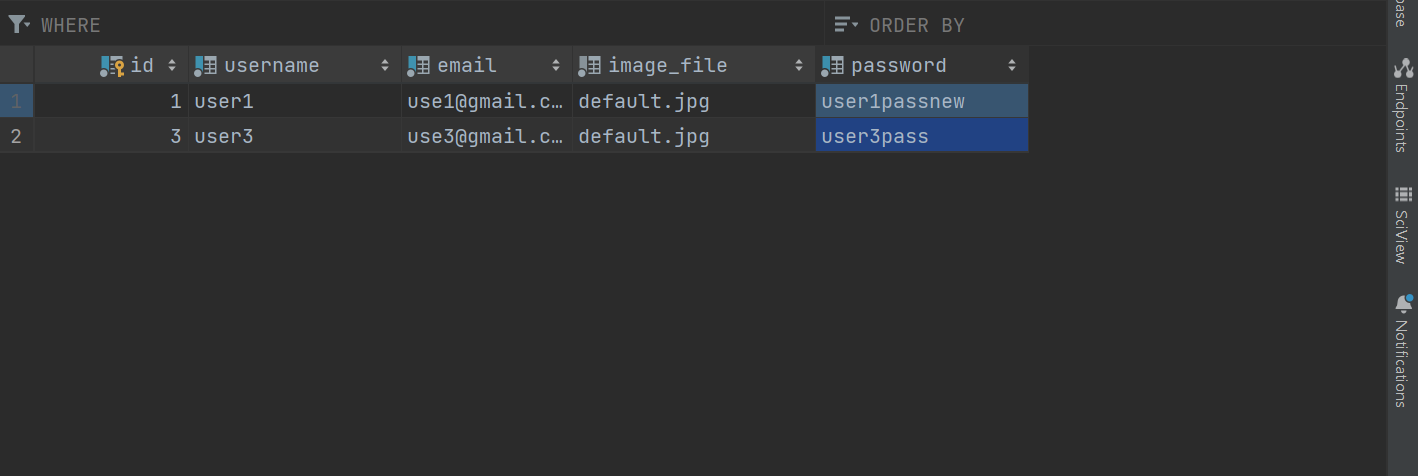 WHERE
ORDER BY
id username email image_file password
1 1 user1 use1@gmail.c… default.jpg user1passnew
2 3 user3 use3@gmail.c… default.jpg user3pass
base
Endpoints
SciView
Notifications